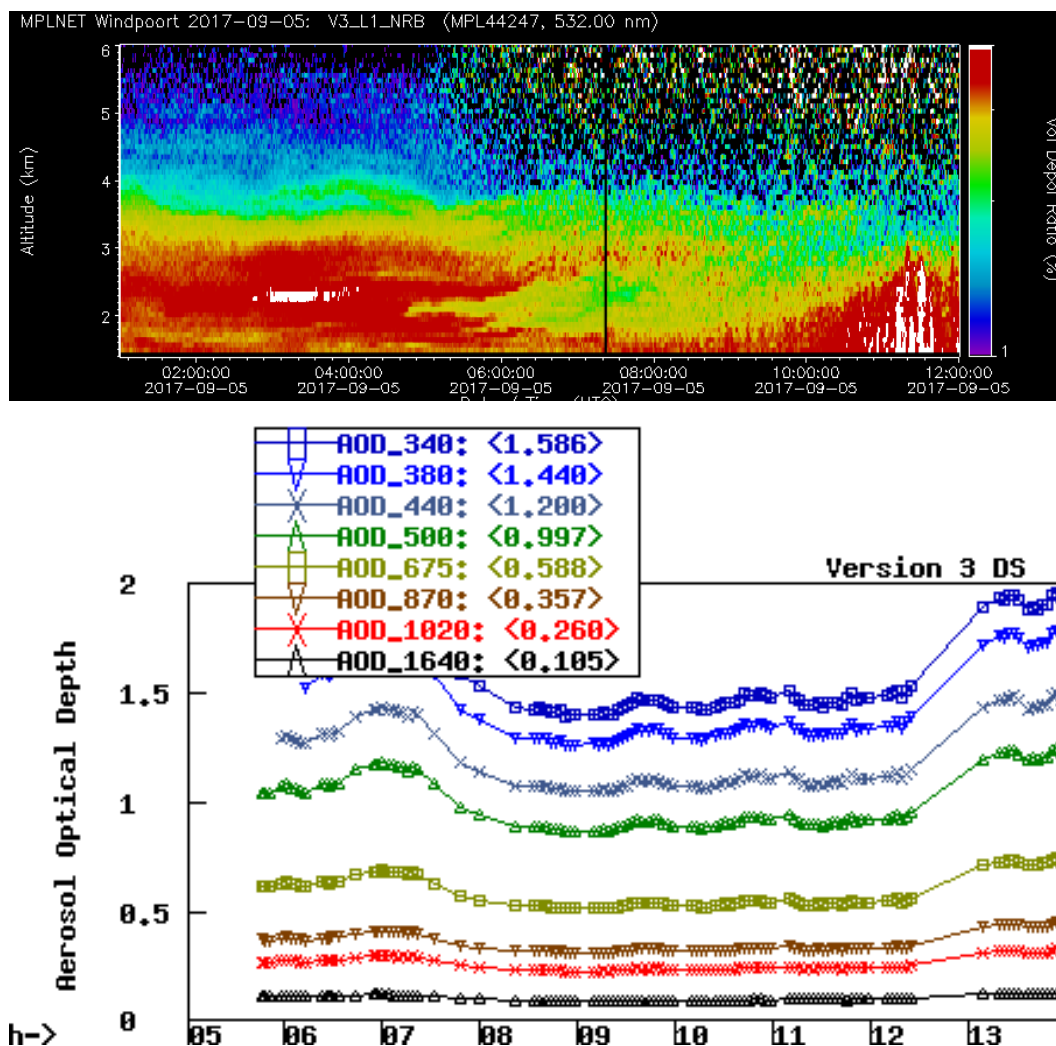 MPLNET Windpoort 2017-09-05: V3_L1_NRB (MPL44247, 532.00 nm)
6
5
4
3
2
Altitude (km)
Vol Depol Ratio (%)
1
02:00:00 04:00:00 06:00:00 08:00:00 10:00:00 12:00:00
2017-09-05 2017-09-05 2017-09-05 2017-09-05 2017-09-05 2017-09-05
AOD_340: <1.586>
AOD_380: <1.440>
AOD_440: <1.200>
AOD_500: <0.997>
AOD_675: <0.588>
AOD_870: <0.357>
AOD_1020: <0.260>
AOD_1640: <0.105>
Version 3 DS
2
1.5
1
0.5
0
Aerosol Optical Depth
h-> 05 06 07 08 09 10 11 12 13